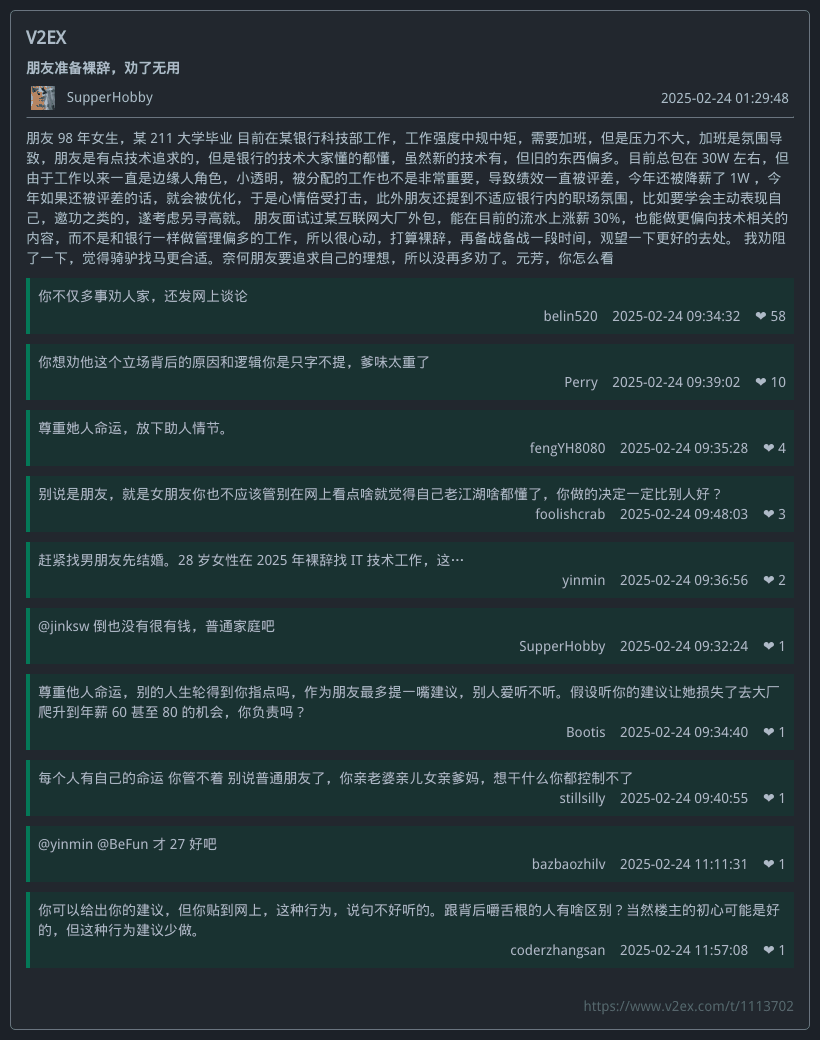 V2EX
朋友准备裸辞，劝了无用
SupperHobby 2025-02-24 01:29:48
朋友 98 年女生，某 211 大学毕业 目前在某银行科技部工作，工作强度中规中矩，需要加班，但是压力不大，加班是氛围导
致，朋友是有点技术追求的，但是银行的技术大家懂的都懂，虽然新的技术有，但旧的东西偏多。目前总包在 30W 左右，但
由于工作以来一直是边缘人角色，小透明，被分配的工作也不是非常重要，导致绩效一直被评差，今年还被降薪了 1W ，今
年如果还被评差的话，就会被优化，于是心情倍受打击，此外朋友还提到不适应银行内的职场氛围，比如要学会主动表现自
己，邀功之类的，遂考虑另寻高就。 朋友面试过某互联网大厂外包，能在目前的流水上涨薪 30%，也能做更偏向技术相关的
内容，而不是和银行一样做管理偏多的工作，所以很心动，打算裸辞，再备战备战一段时间，观望一下更好的去处。 我劝阻
了一下，觉得骑驴找马更合适。奈何朋友要追求自己的理想，所以没再多劝了。元芳，你怎么看
你不仅多事劝人家，还发网上谈论
belin520 2025-02-24 09:34:32 ❤ 58
你想劝他这个立场背后的原因和逻辑你是只字不提，爹味太重了
Perry 2025-02-24 09:39:02 ❤ 10
尊重她人命运，放下助人情节。
fengYH8080 2025-02-24 09:35:28 ❤ 4
别说是朋友，就是女朋友你也不应该管别在网上看点啥就觉得自己老江湖啥都懂了，你做的决定一定比别人好？
foolishcrab 2025-02-24 09:48:03 ❤ 3
赶紧找男朋友先结婚。28 岁女性在 2025 年裸辞找 IT 技术工作，这…
yinmin 2025-02-24 09:36:56 ❤ 2
@jinksw 倒也没有很有钱，普通家庭吧
SupperHobby 2025-02-24 09:32:24 ❤ 1
尊重他人命运，别的人生轮得到你指点吗，作为朋友最多提一嘴建议，别人爱听不听。假设听你的建议让她损失了去大厂
爬升到年薪 60 甚至 80 的机会，你负责吗？
Bootis 2025-02-24 09:34:40 ❤ 1
每个人有自己的命运 你管不着 别说普通朋友了，你亲老婆亲儿女亲爹妈，想干什么你都控制不了
stillsilly 2025-02-24 09:40:55 ❤ 1
@yinmin @BeFun 才 27 好吧
bazbaozhilv 2025-02-24 11:11:31 ❤ 1
你可以给出你的建议，但你贴到网上，这种行为，说句不好听的。跟背后嚼舌根的人有啥区别？当然楼主的初心可能是好
的，但这种行为建议少做。
coderzhangsan 2025-02-24 11:57:08 ❤ 1
https://www.v2ex.com/t/1113702